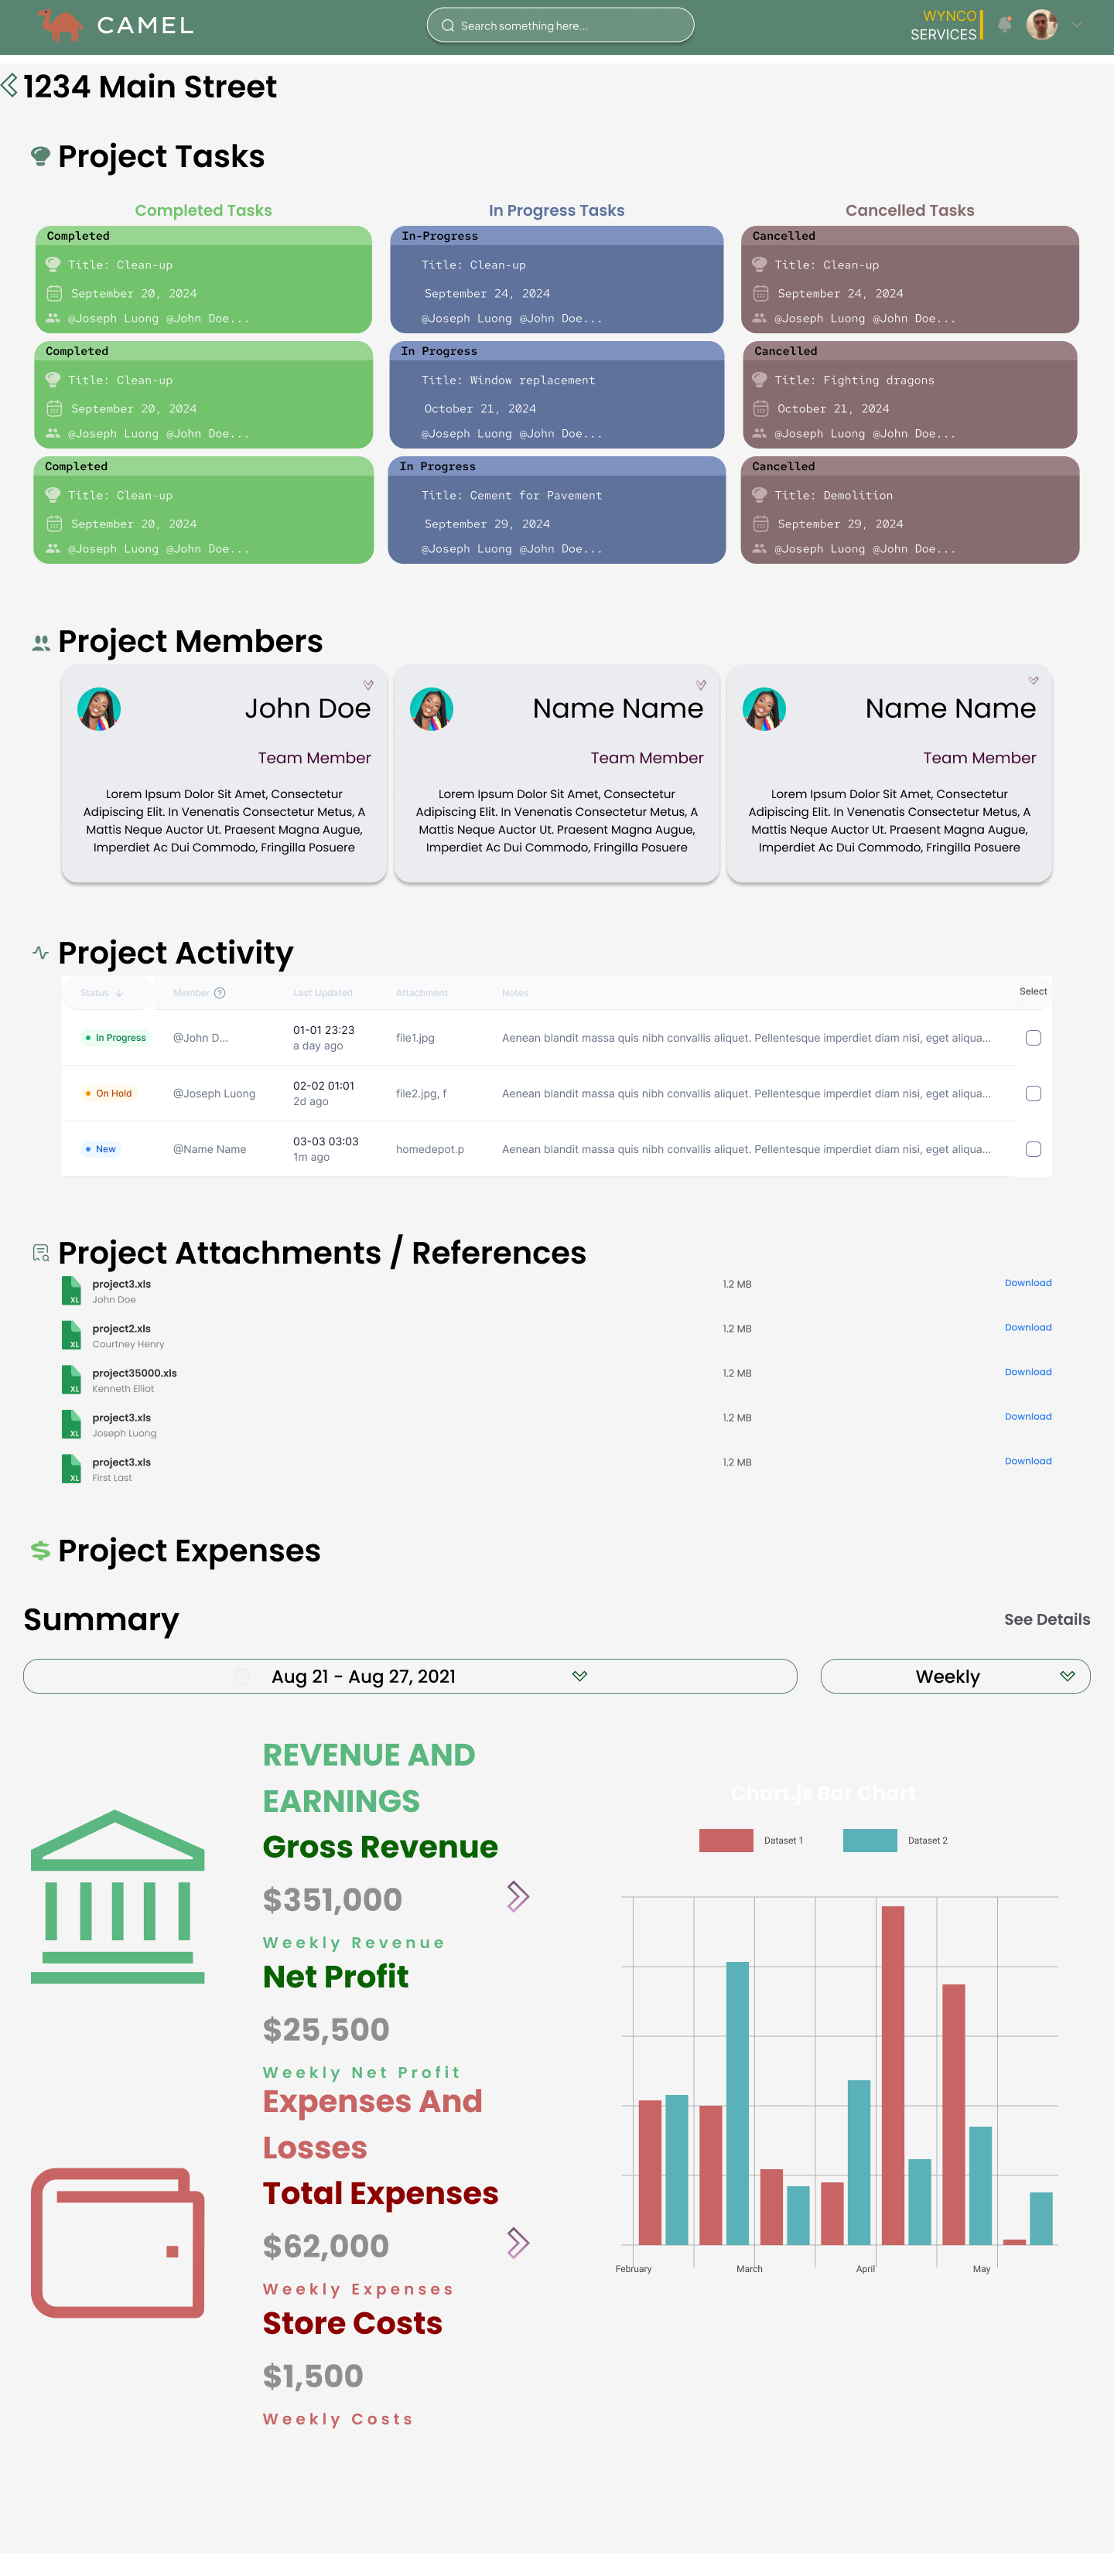 CAMEL
Search something here...
WYNCO
SERVICES
1234 Main Street
Project Tasks
Completed Tasks
In Progress Tasks
Cancelled Tasks
Completed
Title: Clean-up
September 20, 2024
@Joseph Luong @John Doe...
In-Progress
Title: Clean-up
September 24, 2024
@Joseph Luong @John Doe...
Cancelled
Title: Clean-up
September 24, 2024
@Joseph Luong @John Doe...
Completed
Title: Clean-up
September 20, 2024
@Joseph Luong @John Doe...
In Progress
Title: Window replacement
October 21, 2024
@Joseph Luong @John Doe...
Cancelled
Title: Fighting dragons
October 21, 2024
@Joseph Luong @John Doe...
Completed
Title: Clean-up
September 20, 2024
@Joseph Luong @John Doe...
In Progress
Title: Cement for Pavement
September 29, 2024
@Joseph Luong @John Doe...
Cancelled
Title: Demolition
September 29, 2024
@Joseph Luong @John Doe...
Project Members
John Doe
Team Member
Lorem Ipsum Dolor Sit Amet, Consectetur
Adipiscing Elit. In Venenatis Consectetur Metus, A
Mattis Neque Auctor Ut. Praesent Magna Augue,
Imperdiet Ac Dui Commodo, Fringilla Posuere
Name Name
Team Member
Lorem Ipsum Dolor Sit Amet, Consectetur
Adipiscing Elit. In Venenatis Consectetur Metus, A
Mattis Neque Auctor Ut. Praesent Magna Augue,
Imperdiet Ac Dui Commodo, Fringilla Posuere
Name Name
Team Member
Lorem Ipsum Dolor Sit Amet, Consectetur
Adipiscing Elit. In Venenatis Consectetur Metus, A
Mattis Neque Auctor Ut. Praesent Magna Augue,
Imperdiet Ac Dui Commodo, Fringilla Posuere
Project Activity
Status Member Last Updated Attachment Notes Select
In Progress @John D... 01-01 23:23 file1.jpg Aenean blandit massa quis nibh convallis aliquet. Pellentesque imperdiet diam nisi, eget aliqua...
a day ago
On Hold @Joseph Luong 02-02 01:01 file2.jpg, f Aenean blandit massa quis nibh convallis aliquet. Pellentesque imperdiet diam nisi, eget aliqua...
2d ago
New @Name Name 03-03 03:03 homedepot.p Aenean blandit massa quis nibh convallis aliquet. Pellentesque imperdiet diam nisi, eget aliqua...
1m ago
Project Attachments / References
XL project3.xls 1.2 MB Download
John Doe
XL project2.xls 1.2 MB Download
Courtney Henry
XL project35000.xls 1.2 MB Download
Kenneth Elliot
XL project3.xls 1.2 MB Download
Joseph Luong
XL project3.xls 1.2 MB Download
First Last
Project Expenses
Summary
See Details
Aug 21 - Aug 27, 2021
Weekly
REVENUE AND
EARNINGS
Gross Revenue
$351,000
Weekly Revenue
Net Profit
$25,500
Weekly Net Profit
Expenses And
Losses
Total Expenses
$62,000
Weekly Expenses
Store Costs
$1,500
Weekly Costs
Chart.js Bar Chart
Dataset 1 Dataset 2
February March April May